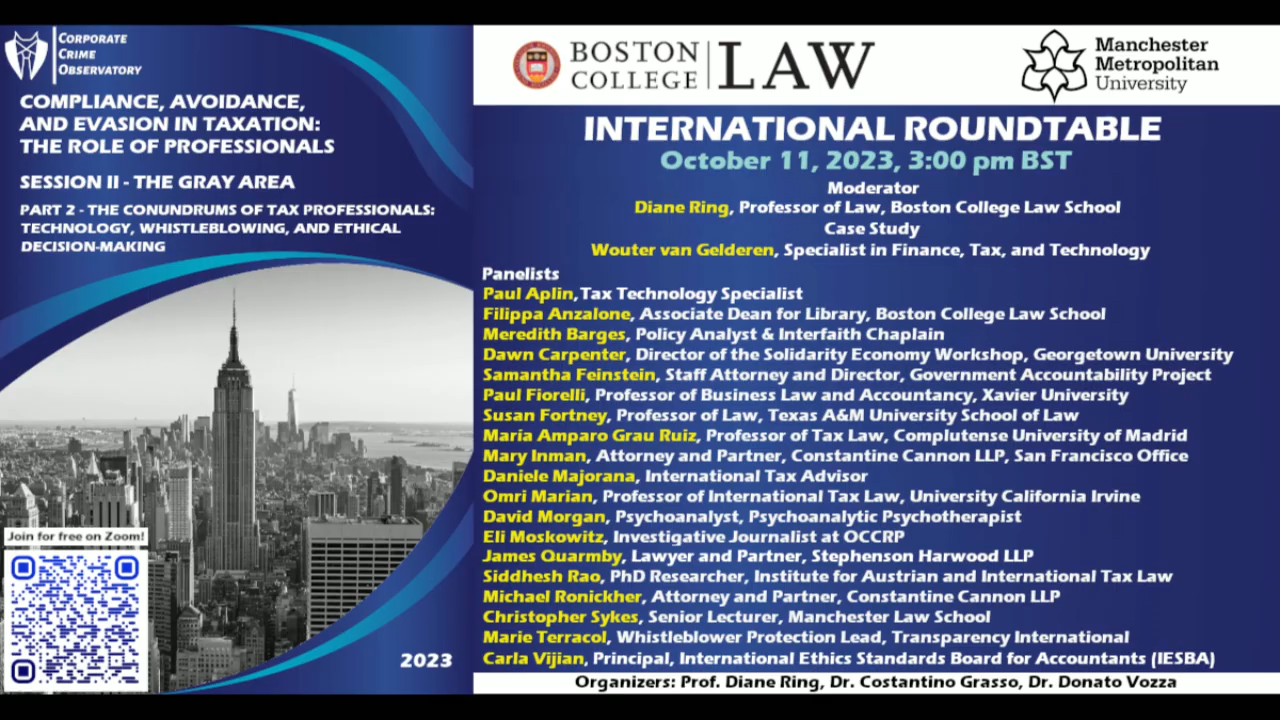 CORPORATE
CRIME
OBSERVATORY
COMPLIANCE, AVOIDANCE,
AND EVASION IN TAXATION:
THE ROLE OF PROFESSIONALS
SESSION II - THE GRAY AREA
PART 2 - THE CONUNDRUMS OF TAX PROFESSIONALS:
TECHNOLOGY, WHISTLEBLOWING, AND ETHICAL
DECISION-MAKING
Join for free on Zoom!
2023
BOSTON
COLLEGE
LAW
Manchester
Metropolitan
University
INTERNATIONAL ROUNDTABLE
October 11, 2023, 3:00 pm BST
Moderator
Diane Ring, Professor of Law, Boston College Law School
Case Study
Wouter van Gelderen, Specialist in Finance, Tax, and Technology
Panelists
Paul Aplin, Tax Technology Specialist
Filippa Anzalone, Associate Dean for Library, Boston College Law School
Meredith Barges, Policy Analyst & Interfaith Chaplain
Dawn Carpenter, Director of the Solidarity Economy Workshop, Georgetown University
Samantha Feinstein, Staff Attorney and Director, Government Accountability Project
Paul Fiorelli, Professor of Business Law and Accountancy, Xavier University
Susan Fortney, Professor of Law, Texas A&M University School of Law
María Amparo Grau Ruiz, Professor of Tax Law, Complutense University of Madrid
Mary Inman, Attorney and Partner, Constantine Cannon LLP, San Francisco Office
Daniele Majorana, International Tax Advisor
Omri Marian, Professor of International Tax Law, University California Irvine
David Morgan, Psychoanalyst, Psychoanalytic Psychotherapist
Eli Moskowitz, Investigative Journalist at OCCRP
James Quarmby, Lawyer and Partner, Stephenson Harwood LLP
Siddhesh Rao, PhD Researcher, Institute for Austrian and International Tax Law
Michael Ronickher, Attorney and Partner, Constantine Cannon LLP
Christopher Sykes, Senior Lecturer, Manchester Law School
Marie Terracol, Whistleblower Protection Lead, Transparency International
Carla Vijian, Principal, International Ethics Standards Board for Accountants (IESBA)
Organizers: Prof. Diane Ring, Dr. Costantino Grasso, Dr. Donato Vozza